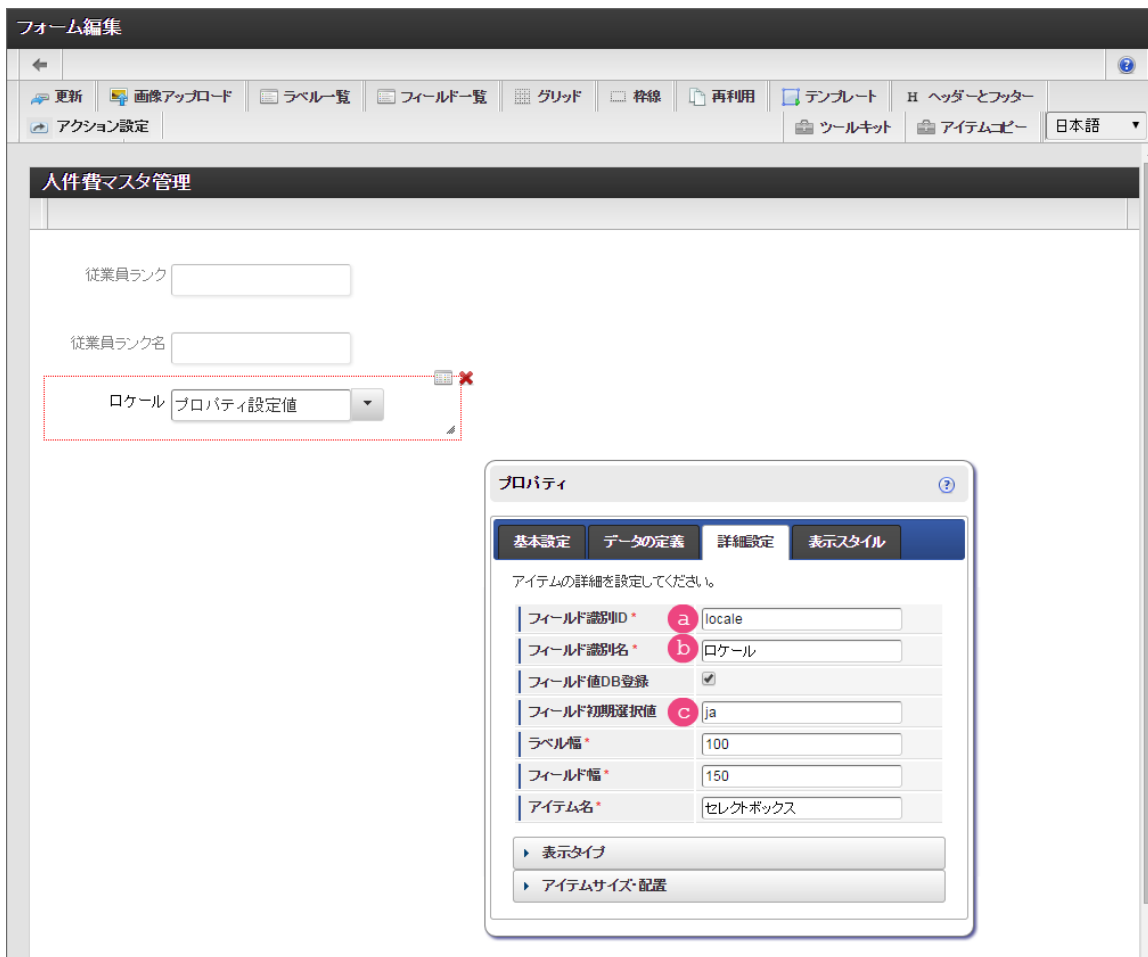 フォーム編集
更新 画像アップロード ラベル一覧 フィールド一覧 グリッド 枠線 再利用 テンプレート H ヘッダーとフッター
アクション設定 ツールキット アイテムコピー 日本語
人件費マスタ管理
従業員ランク
従業員ランク名
ロケール プロパティ設定値
プロパティ
基本設定 データの定義 詳細設定 表示スタイル
アイテムの詳細を設定してください。
フィールド識別ID * a locale
フィールド識別名 * b ロケール
フィールド値DB登録
フィールド初期選択値 c ja
ラベル幅 * 100
フィールド幅 * 150
アイテム名 * セレクトボックス
表示タイプ
アイテムサイズ・配置